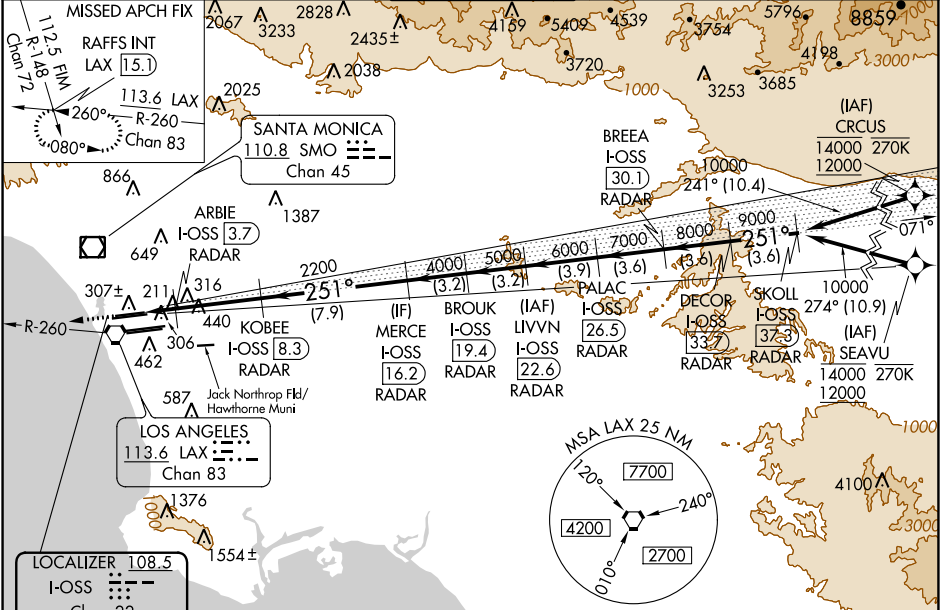 MISSED APCH FIX
112.5 FIM
R-148
Chan 72
RAFFS INT
LAX 15.1
113.6 LAX
R-260
Chan 83
260°
080°
2067
3233
2828
2435±
4159
5409
4539
3754
5796
8859
3720
4198
3685
3253
3000
1000
2038
2025
SANTA MONICA
110.8 SMO
Chan 45
866
1387
649
ARBIE
I-OSS 3.7
RADAR
BREEA
I-OSS
30.1
RADAR
(IAF)
CRCUS
14000 270K
12000
10000
241° (10.4)
071°
307±
211
316
440
306
462
587
R-260
2200
251°
(7.9)
4000
(3.2)
5000
(3.2)
6000
(3.9)
7000
(3.6)
8000
(3.6)
9000
(3.6)
251°
10000
274° (10.9)
KOBEE
I-OSS 8.3
RADAR
(IF)
MERCE
I-OSS
16.2
RADAR
BROUK
I-OSS
19.4
RADAR
(IAF)
LIVVN
I-OSS
22.6
RADAR
PALAC
I-OSS
26.5
RADAR
DECOR
I-OSS
33.7
RADAR
SKOLL
I-OSS
37.3
RADAR
(IAF)
SEAVU
14000 270K
12000
Jack Northrop Fld/
Hawthorne Muni
LOS ANGELES
113.6 LAX
Chan 83
MSA LAX 25 NM
120°
7700
240°
4200
2700
010°
1000
4100
3000
1376
1554±
LOCALIZER 108.5
I-OSS